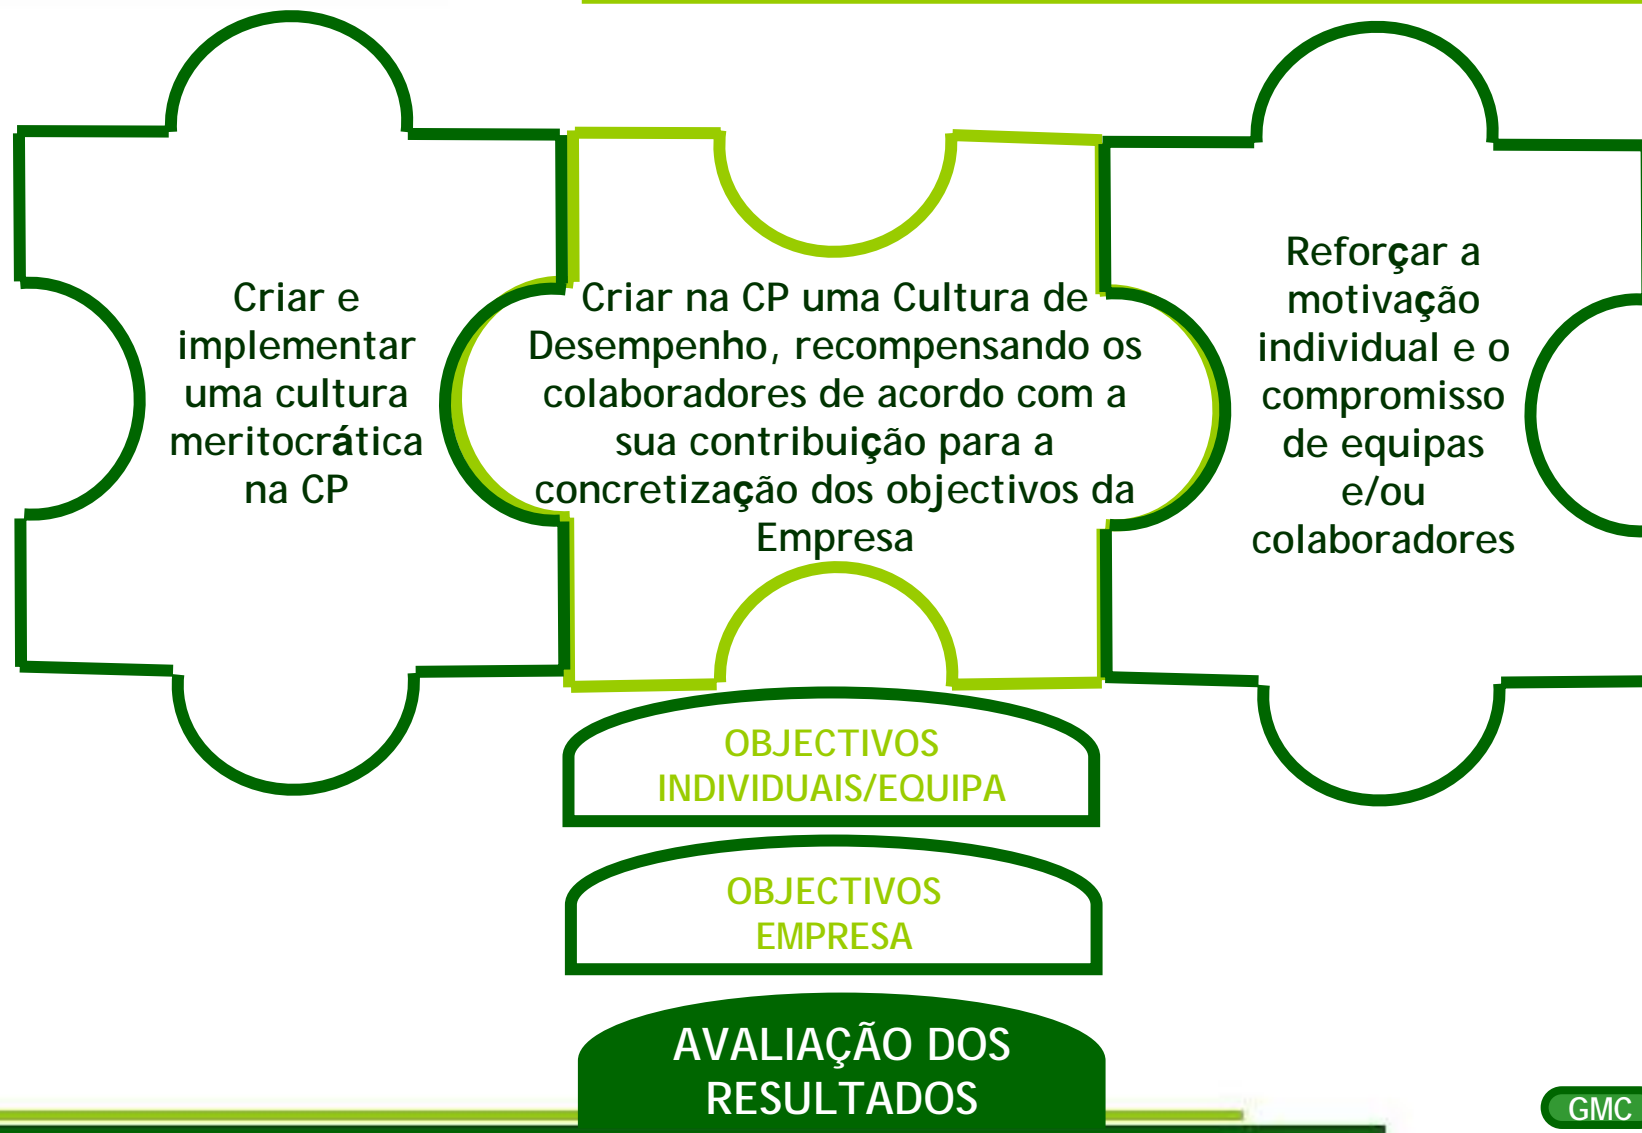 Criar e
implementar
uma cultura
meritocrática
na CP
Criar na CP uma Cultura de
Desempenho, recompensando os
colaboradores de acordo com a
sua contribuição para a
concretização dos objectivos da
Empresa
Reforçar a
motivação
individual e o
compromisso
de equipas
e/ou
colaboradores
OBJECTIVOS
INDIVIDUAIS/EQUIPA
OBJECTIVOS
EMPRESA
AVALIAÇÃO DOS
RESULTADOS
GMC